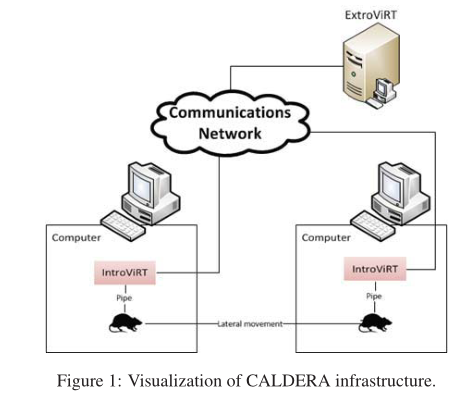 ExtroViRT
Communications
Network
Computer
IntroViRT
Pipe
Computer
IntroViRT
Pipe
Lateral movement
Figure 1: Visualization of CALDERA infrastructure.